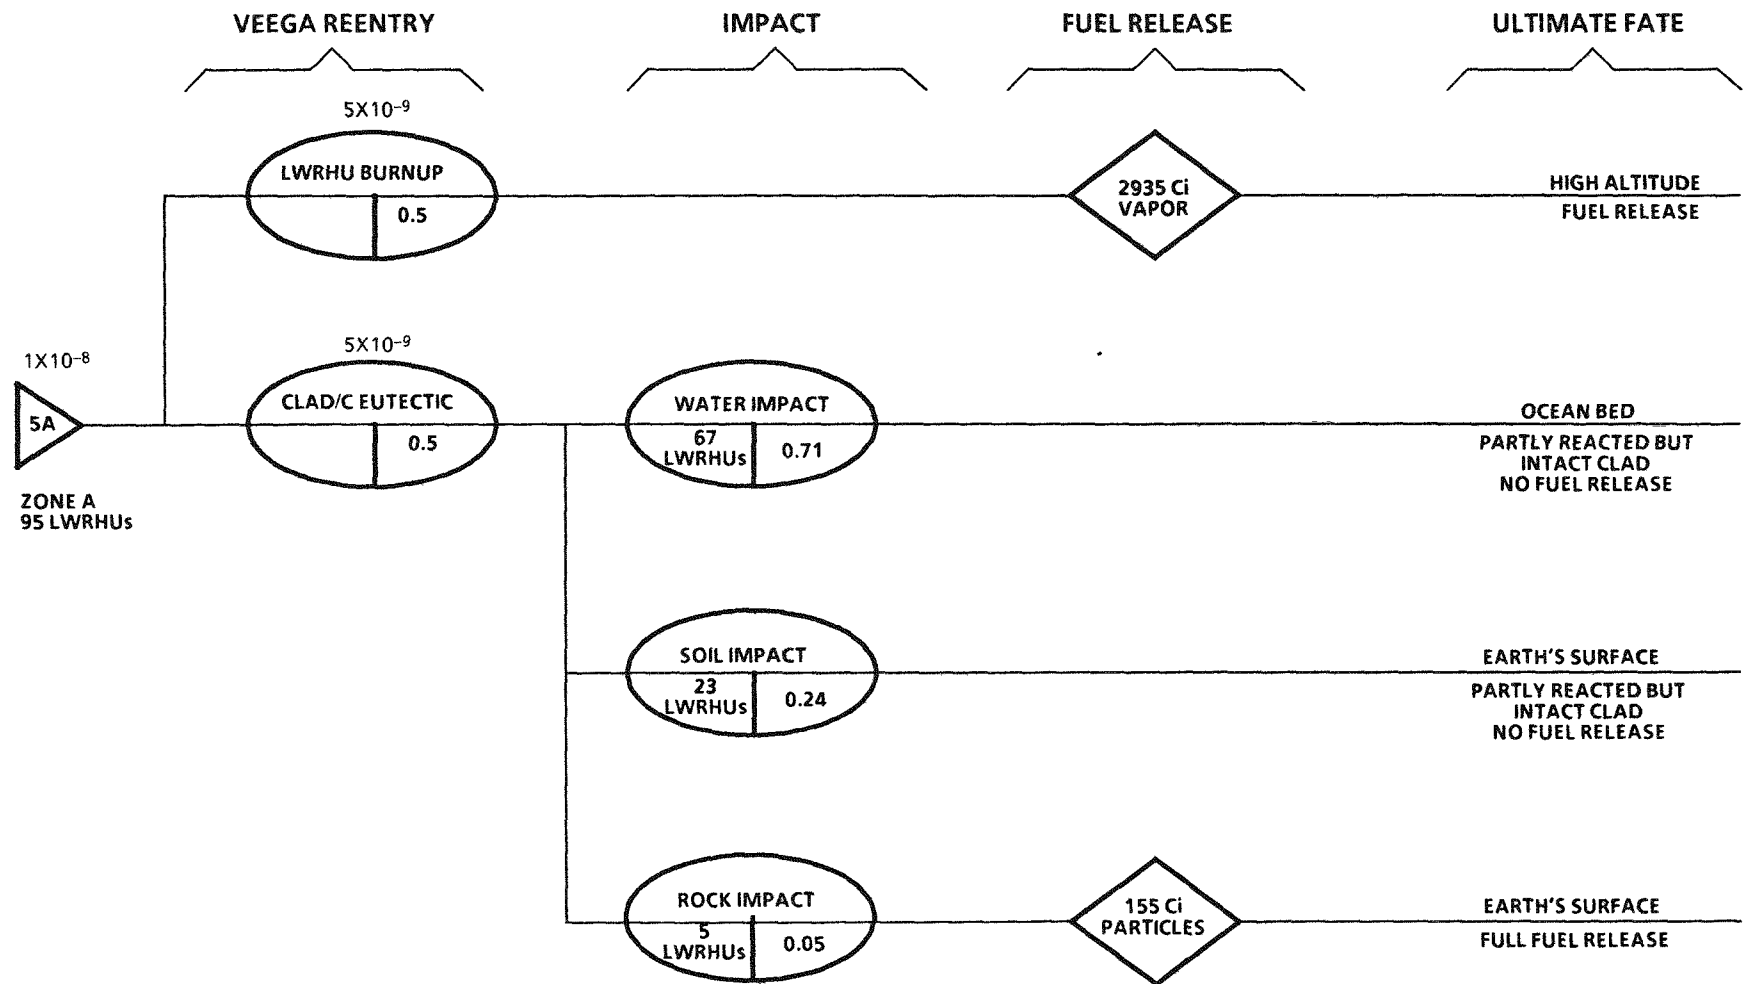 VEEGA REENTRY
IMPACT
FUEL RELEASE
ULTIMATE FATE
5X10⁻⁹
LWRHU BURNUP
0.5
2935 Ci
VAPOR
HIGH ALTITUDE
FUEL RELEASE
1X10⁻⁸
5A
ZONE A
95 LWRHUs
5X10⁻⁹
CLAD/C EUTECTIC
0.5
WATER IMPACT
67
LWRHUs
0.71
OCEAN BED
PARTLY REACTED BUT
INTACT CLAD
NO FUEL RELEASE
SOIL IMPACT
23
LWRHUs
0.24
EARTH'S SURFACE
PARTLY REACTED BUT
INTACT CLAD
NO FUEL RELEASE
ROCK IMPACT
5
LWRHUs
0.05
155 Ci
PARTICLES
EARTH'S SURFACE
FULL FUEL RELEASE